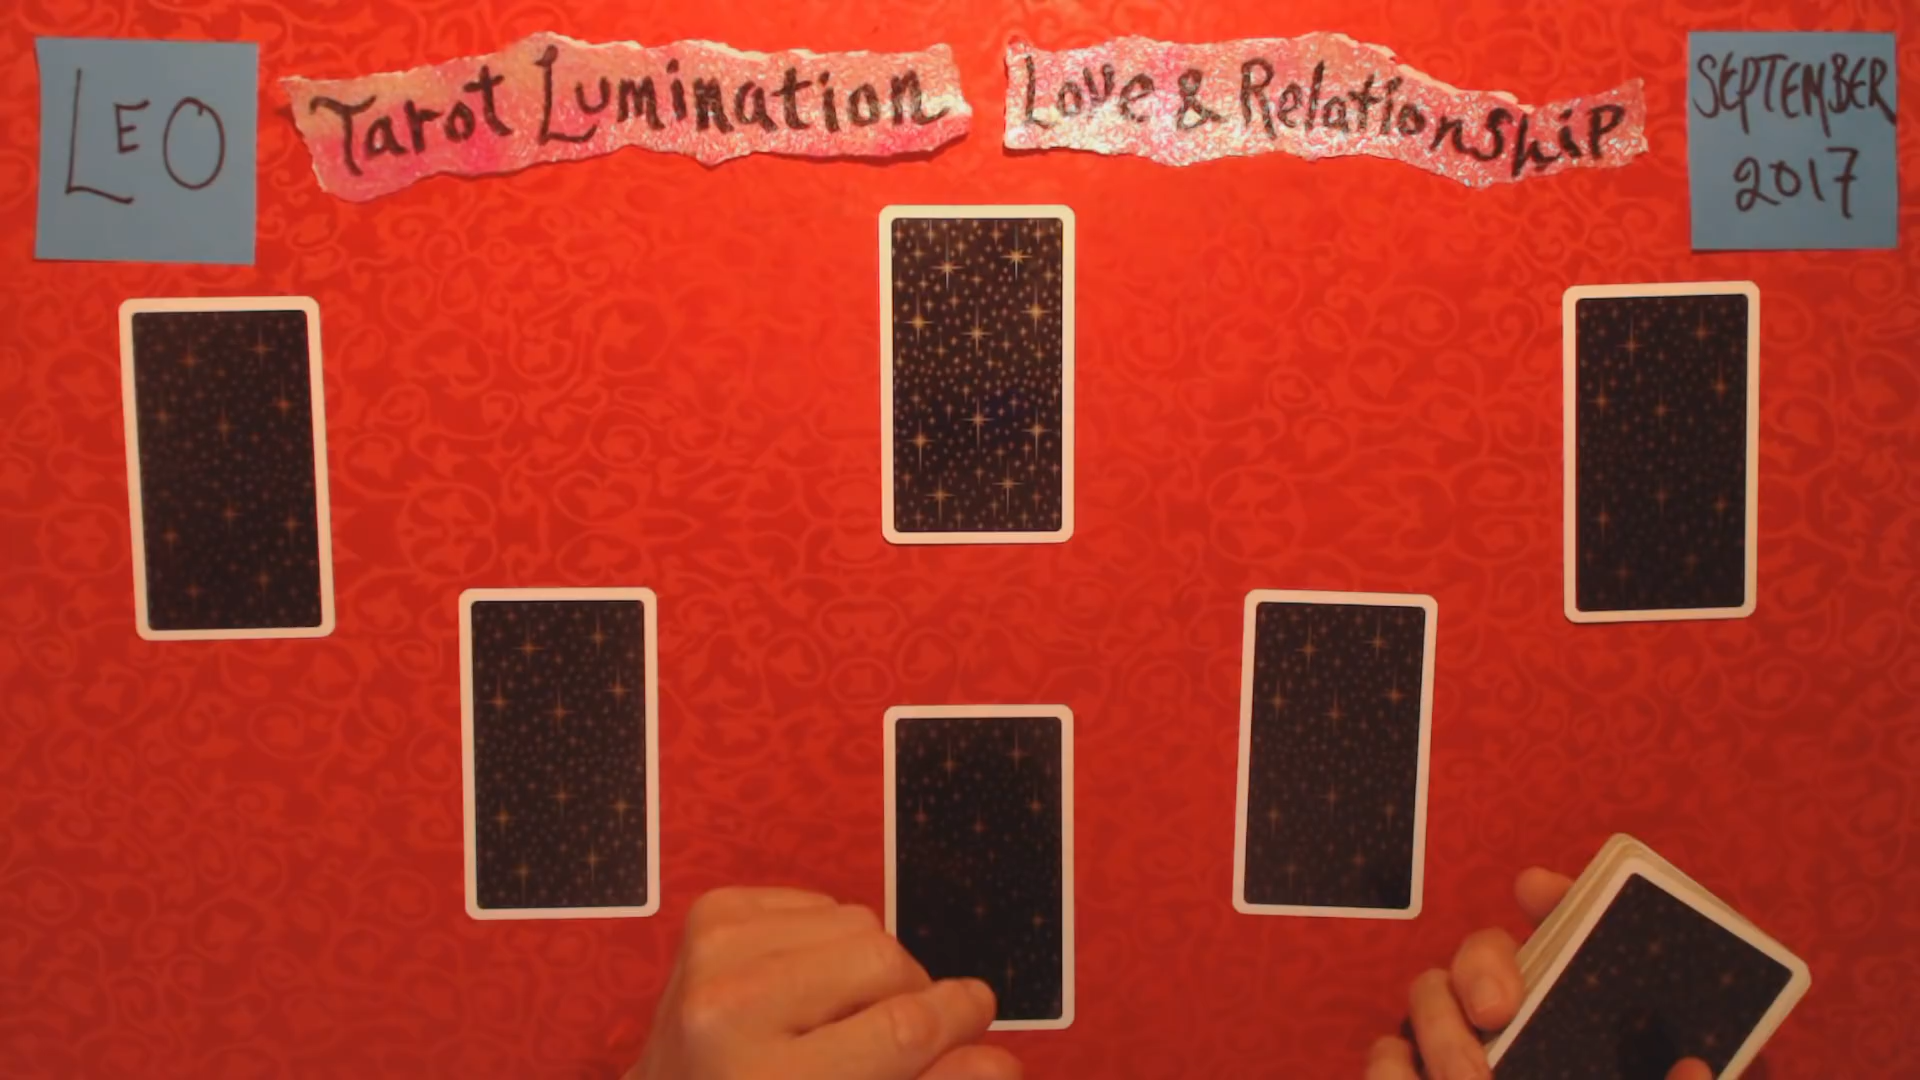 LEO
Tarot Lumination
Love & Relationship
SEPTEMBER
2017